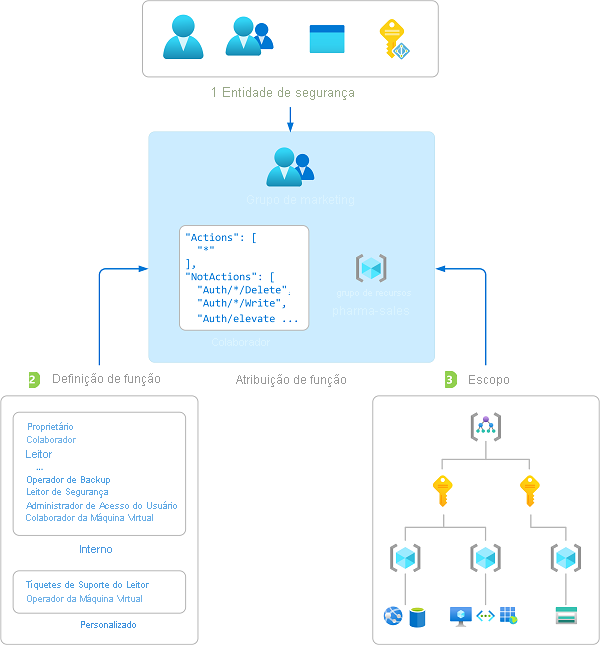 1 Entidade de segurança
Grupo de marketing
"Actions": [
"*"
],
"NotActions": [
"Auth/*/Delete",
"Auth/*/Write",
"Auth/elevate ...
Colaborador
grupo de recursos
pharma-sales
2 Definição de função
Atribuição de função
3 Escopo
Proprietário
Colaborador
Leitor
...
Operador de Backup
Leitor de Segurança
Administrador de Acesso do Usuário
Colaborador da Máquina Virtual
Interno
Tíquetes de Suporte do Leitor
Operador da Máquina Virtual
Personalizado